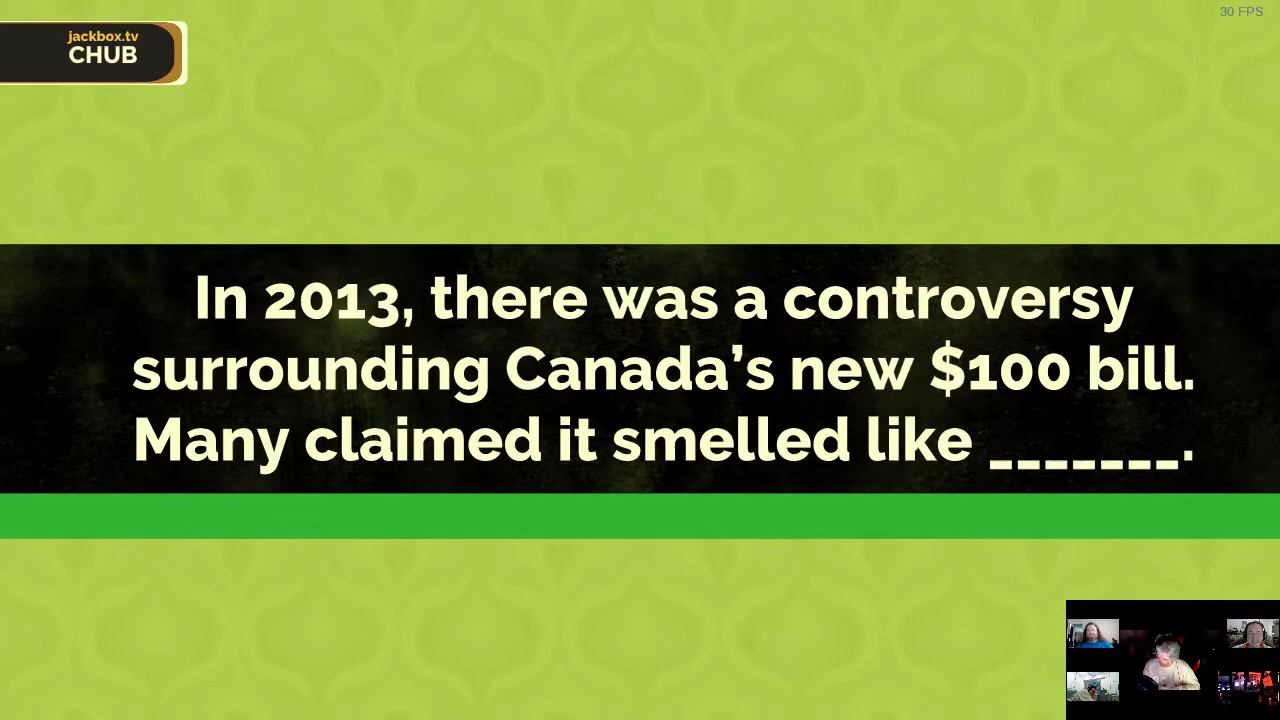 30 FPS
jackbox.tv
CHUB
In 2013, there was a controversy
surrounding Canada’s new $100 bill.
Many claimed it smelled like _______.